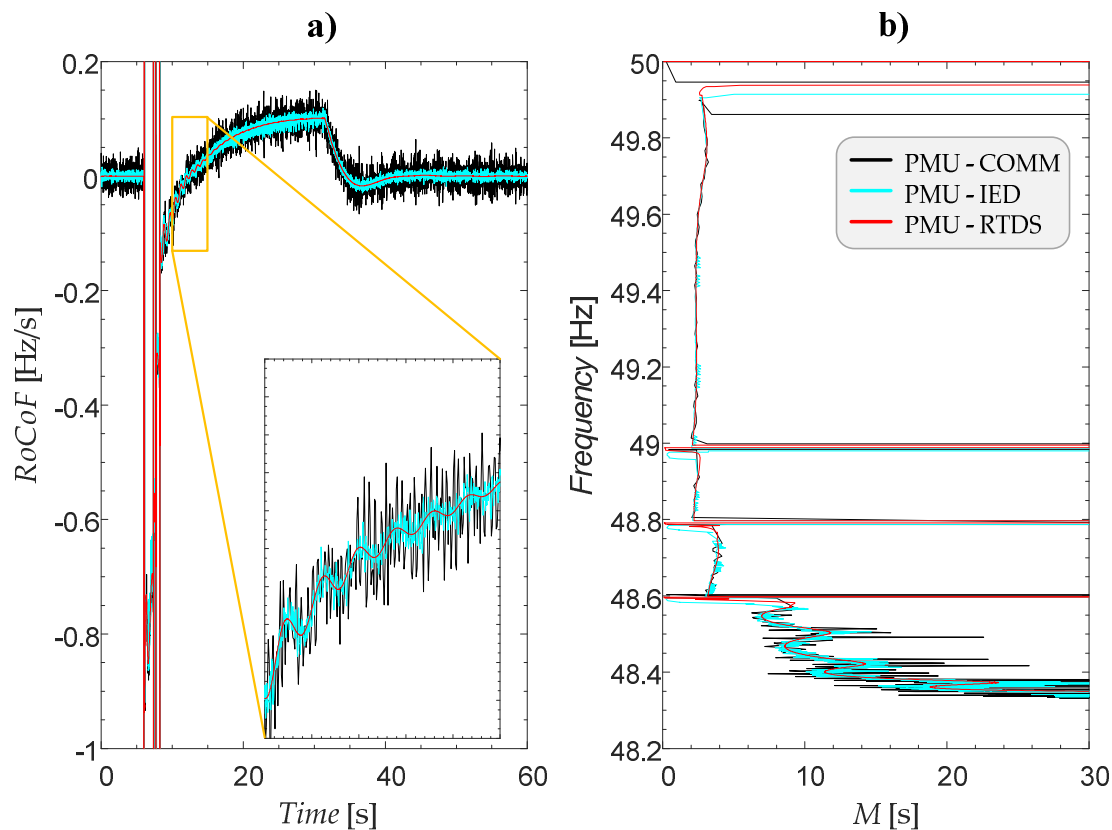 a)
0.2
0
-0.2
-0.4
-0.6
-0.8
-1
RoCoF [Hz/s]
0
20
40
60
Time [s]
b)
50
49.8
49.6
49.4
49.2
49
48.8
48.6
48.4
48.2
Frequency [Hz]
PMU - COMM
PMU - IED
PMU - RTDS
0
10
20
30
M [s]